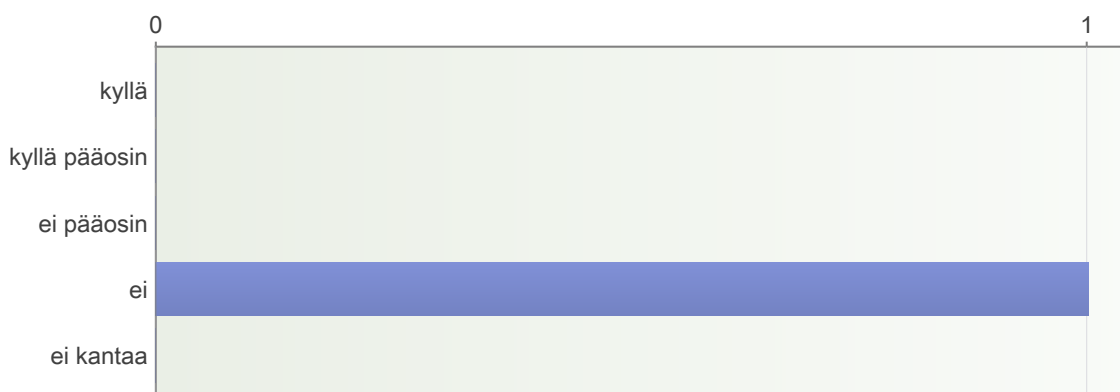 0 1
kyllä
kyllä pääosin
ei pääosin
ei
ei kantaa